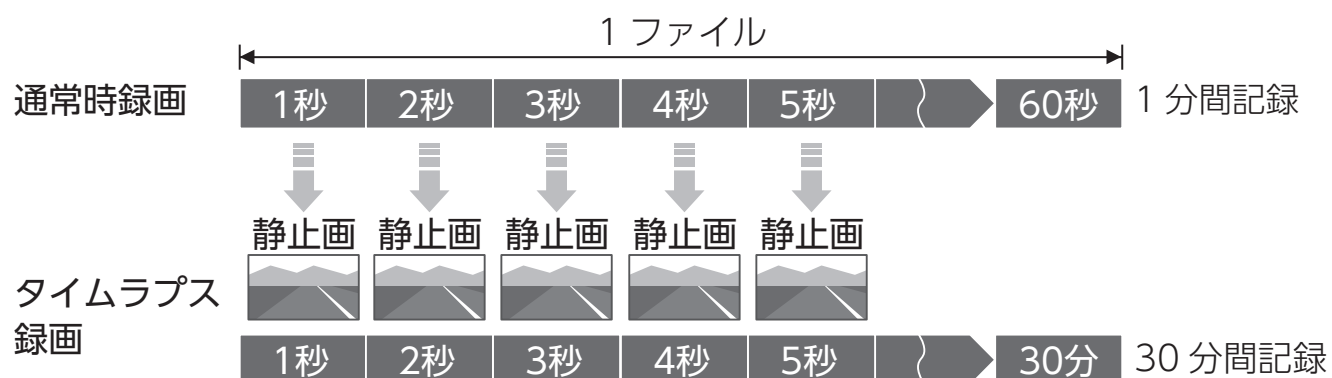 1 ファイル
通常時録画 1秒 2秒 3秒 4秒 5秒 60秒 1 分間記録
静止画 静止画 静止画 静止画 静止画
タイムラプス
録画
1秒 2秒 3秒 4秒 5秒 30分 30 分間記録